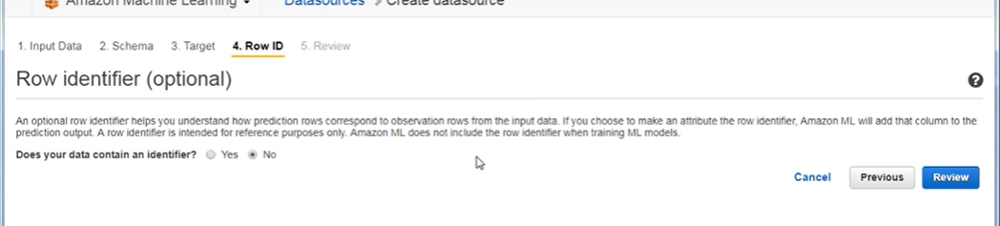 Amazon Machine Learning Datasources Create datasource
1. Input Data 2. Schema 3. Target 4. Row ID 5. Review
Row identifier (optional)
An optional row identifier helps you understand how prediction rows correspond to observation rows from the input data. If you choose to make an attribute the row identifier, Amazon ML will add that column to the
prediction output. A row identifier is intended for reference purposes only. Amazon ML does not include the row identifier when training ML models.
Does your data contain an identifier? Yes No
Cancel Previous Review